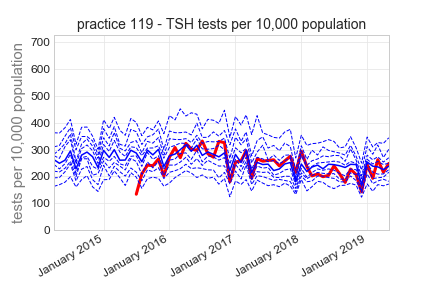 practice 119 - TSH tests per 10,000 population
tests per 10,000 population
700
600
500
400
300
200
100
0
January 2015
January 2016
January 2017
January 2018
January 2019